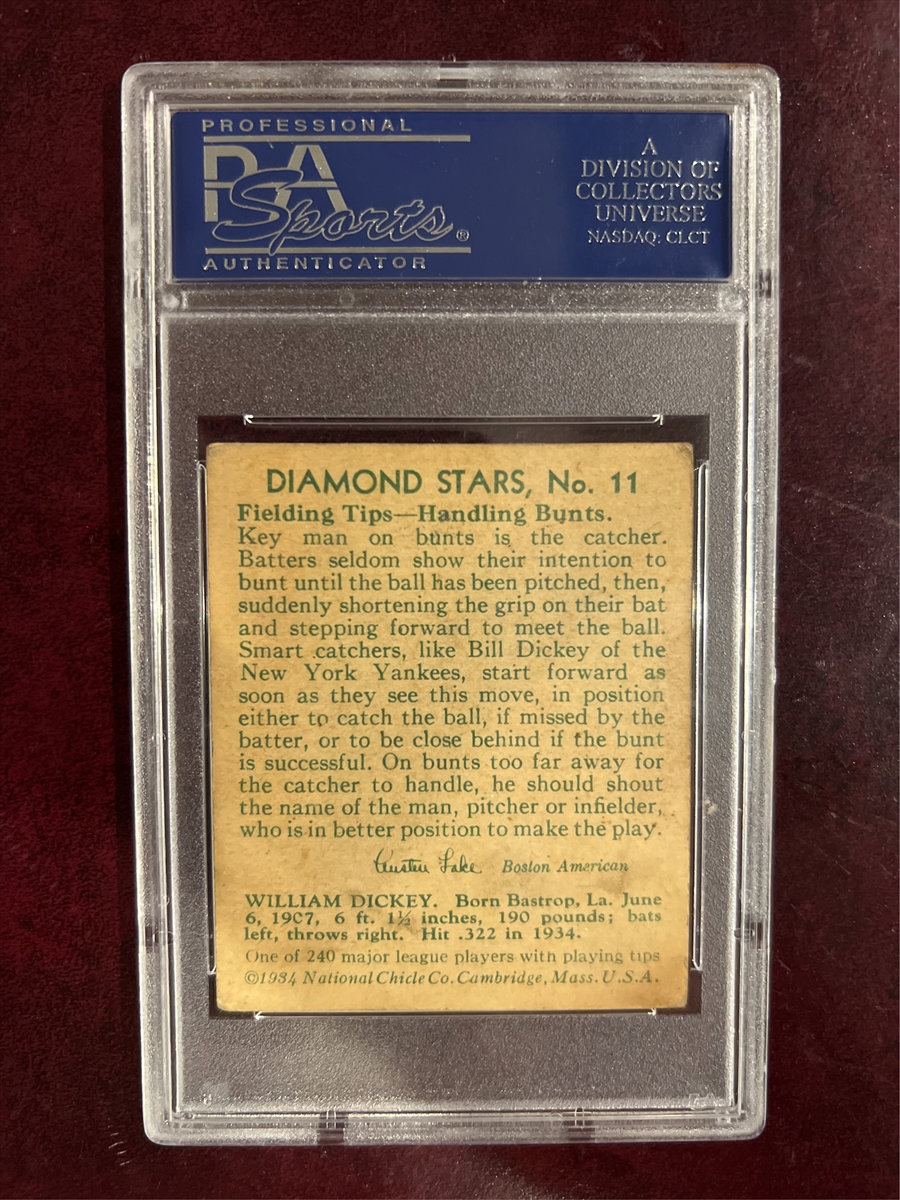 PROFESSIONAL
PSA
Sports®
AUTHENTICATOR
A
DIVISION OF
COLLECTORS
UNIVERSE
NASDAQ: CLCT
DIAMOND STARS, No. 11
Fielding Tips—Handling Bunts.
Key man on bunts is the catcher.
Batters seldom show their intention to
bunt until the ball has been pitched, then,
suddenly shortening the grip on their bat
and stepping forward to meet the ball.
Smart catchers, like Bill Dickey of the
New York Yankees, start forward as
soon as they see this move, in position
either to catch the ball, if missed by the
batter, or to be close behind if the bunt
is successful. On bunts too far away for
the catcher to handle, he should shout
the name of the man, pitcher or infielder,
who is in better position to make the play.
Austen Lake Boston American
WILLIAM DICKEY. Born Bastrop, La. June
6, 1907, 6 ft. 1½ inches, 190 pounds; bats
left, throws right. Hit .322 in 1934.
One of 240 major league players with playing tips
©1934 National Chicle Co. Cambridge, Mass. U.S.A.